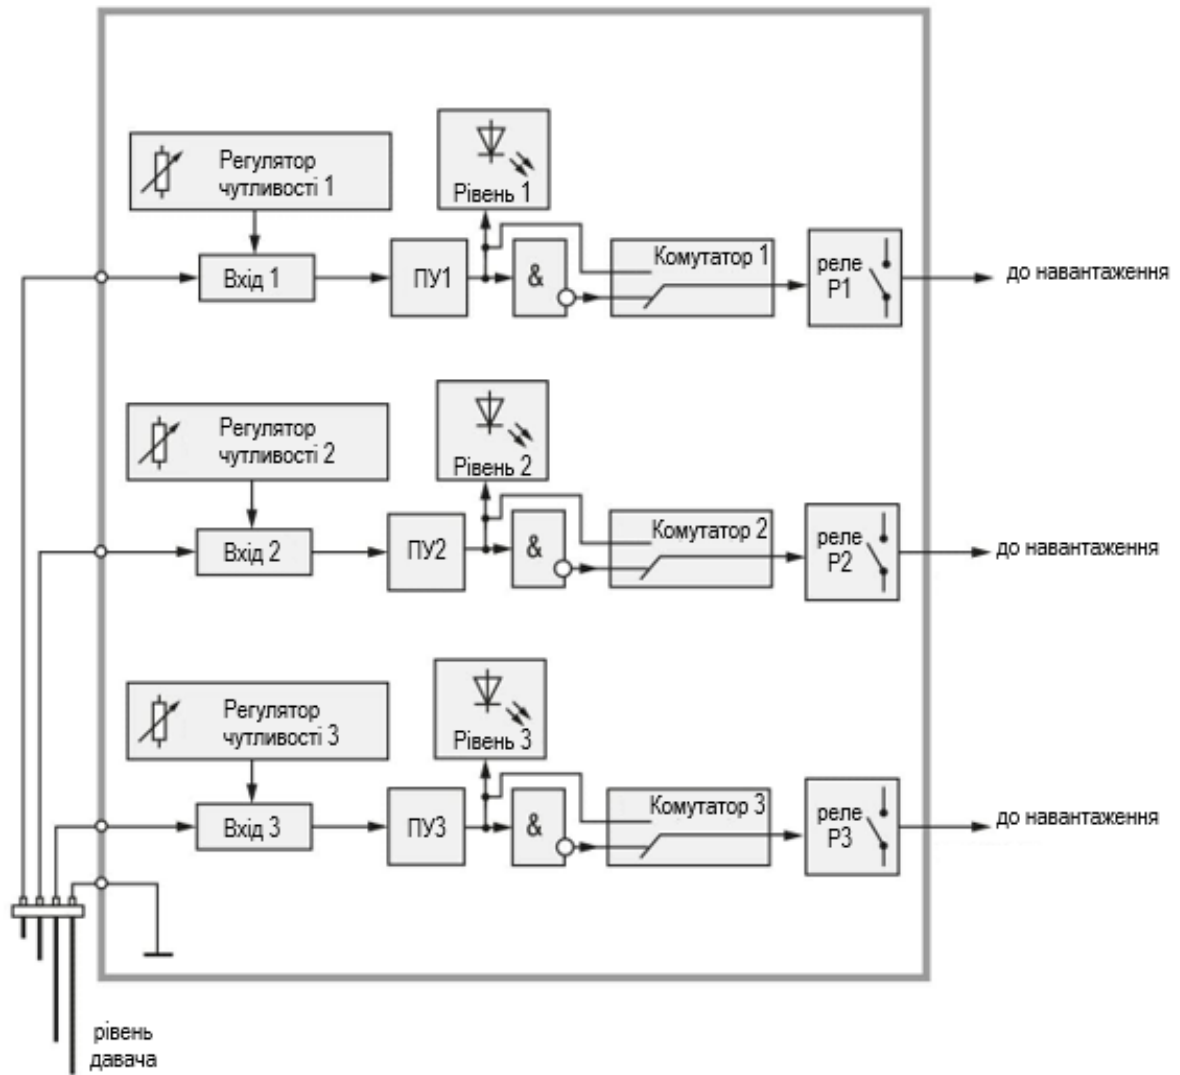 Регулятор
чутливості 1
Рівень 1
Вхід 1
ПУ1
&
Комутатор 1
реле
Р1
до навантаження
Регулятор
чутливості 2
Рівень 2
Вхід 2
ПУ2
&
Комутатор 2
реле
Р2
до навантаження
Регулятор
чутливості 3
Рівень 3
Вхід 3
ПУ3
&
Комутатор 3
реле
Р3
до навантаження
рівень
давача